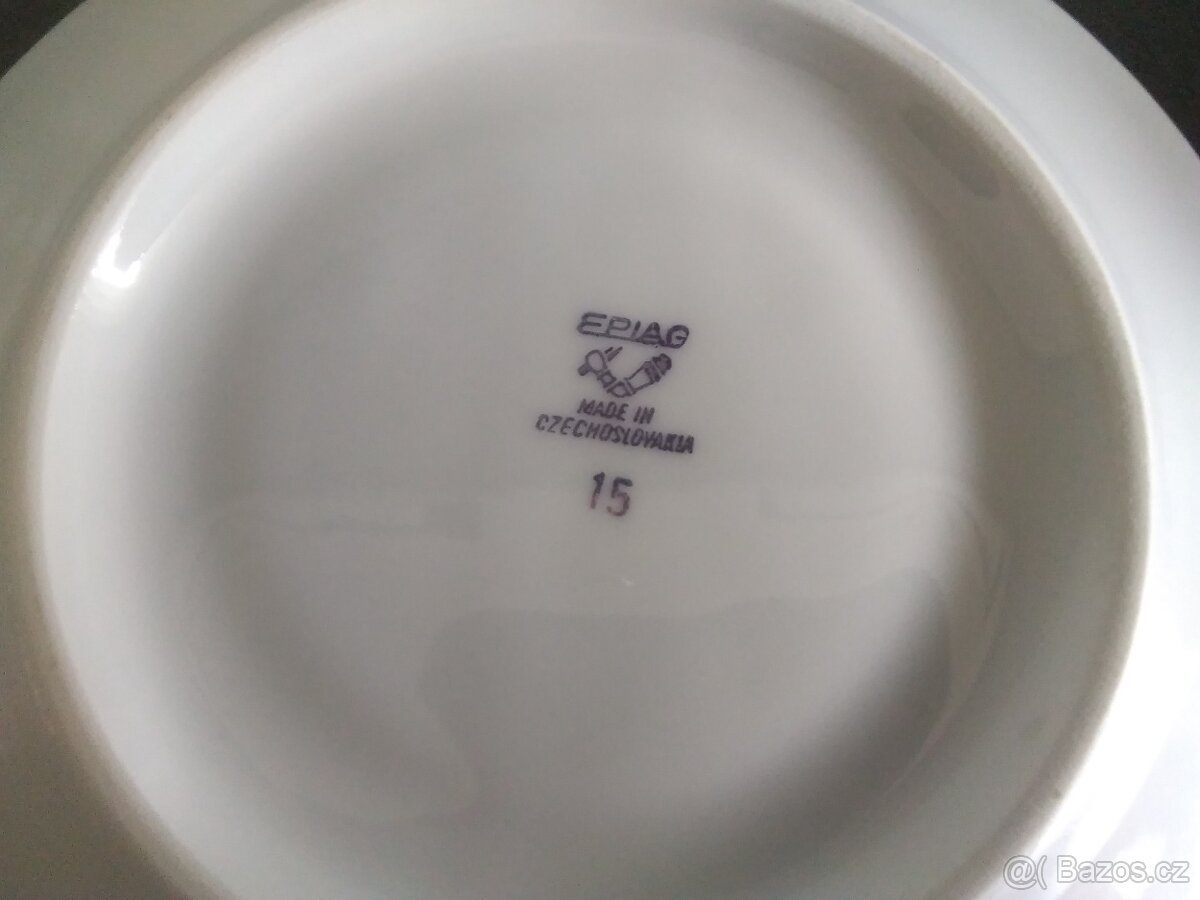 EPIAG
MADE IN
CZECHOSLOVAKIA
15
@( Bazos.cz